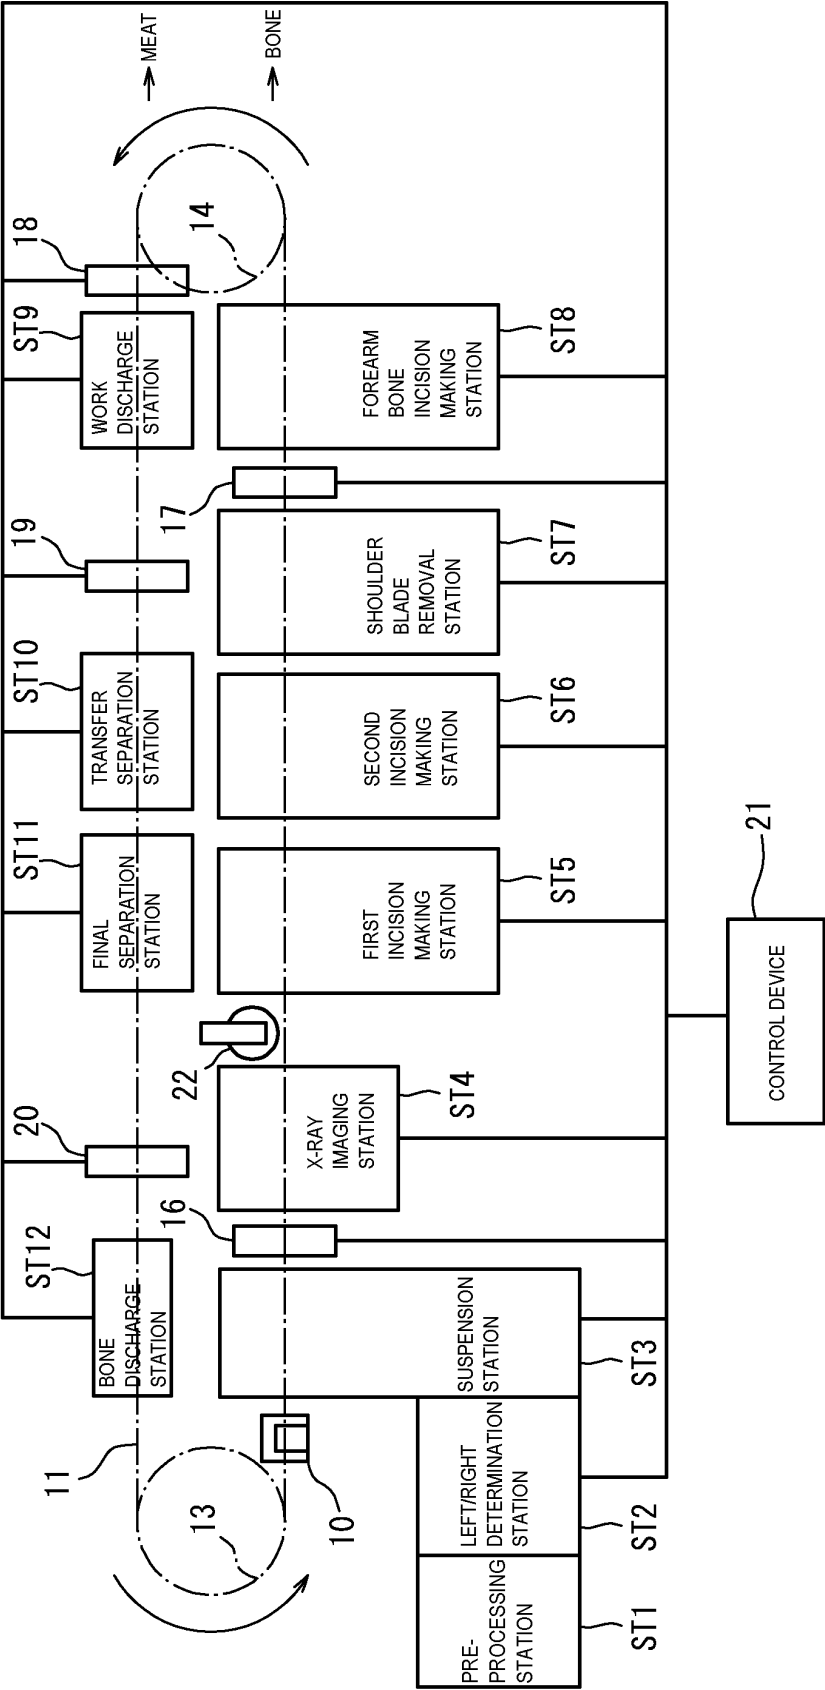 11
13
10
BONE
DISCHARGE
STATION
ST12
20
FINAL
SEPARATION
STATION
ST11
TRANSFER
SEPARATION
STATION
ST10
19
WORK
DISCHARGE
STATION
ST9
18
14
MEAT
BONE
PRE-
PROCESSING
STATION
ST1
LEFT/RIGHT
DETERMINATION
STATION
ST2
SUSPENSION
STATION
ST3
16
X-RAY
IMAGING
STATION
ST4
22
FIRST
INCISION
MAKING
STATION
ST5
SECOND
INCISION
MAKING
STATION
ST6
SHOULDER
BLADE
REMOVAL
STATION
ST7
17
FOREARM
BONE
INCISION
MAKING
STATION
ST8
CONTROL DEVICE
21